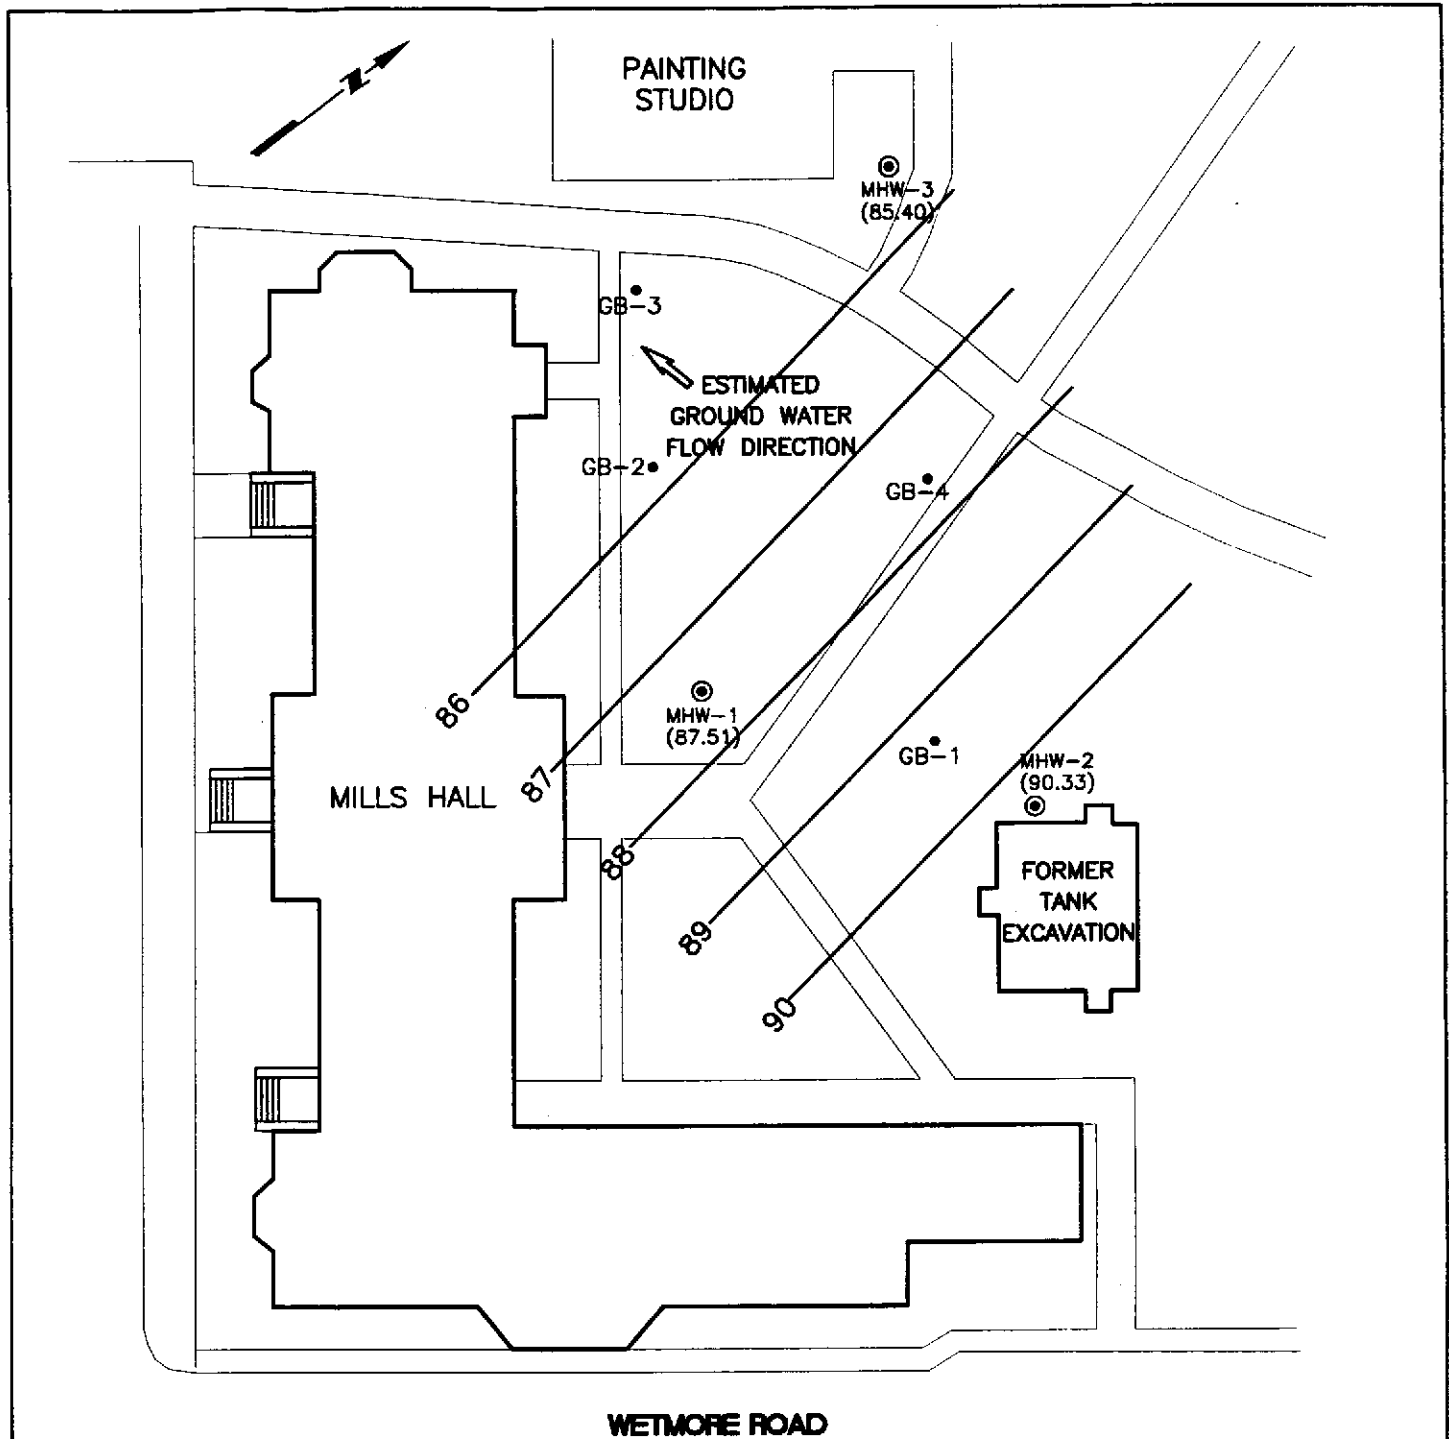 N
PAINTING
STUDIO
MHW-3
(85.40)
GB-3
ESTIMATED
GROUND WATER
FLOW DIRECTION
GB-2
GB-4
86
MHW-1
(87.51)
87
MILLS HALL
GB-1
MHW-2
(90.33)
88
FORMER
TANK
EXCAVATION
89
90
WETMORE ROAD